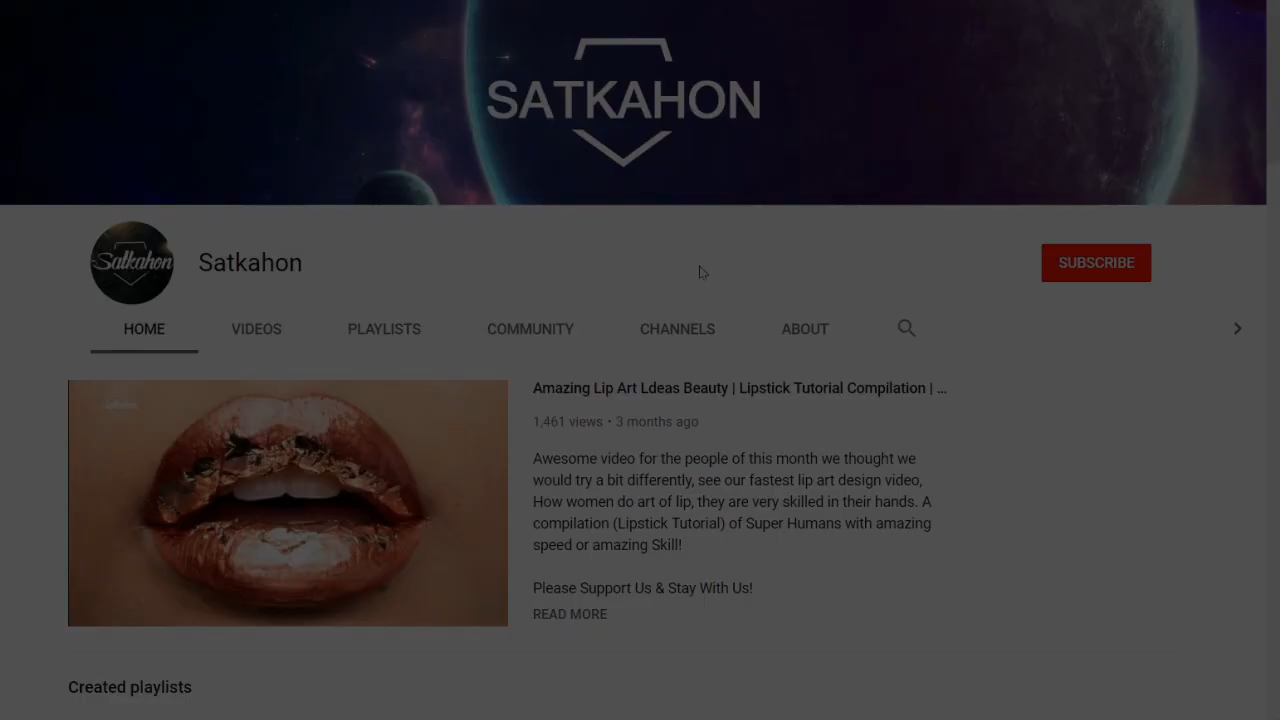 SATKAHON
Satkahon
Satkahon
SUBSCRIBE
HOME VIDEOS PLAYLISTS COMMUNITY CHANNELS ABOUT
Amazing Lip Art Ldeas Beauty | Lipstick Tutorial Compilation | ...
1,461 views • 3 months ago
Awesome video for the people of this month we thought we
would try a bit differently, see our fastest lip art design video,
How women do art of lip, they are very skilled in their hands. A
compilation (Lipstick Tutorial) of Super Humans with amazing
speed or amazing Skill!
Please Support Us & Stay With Us!
READ MORE
Created playlists